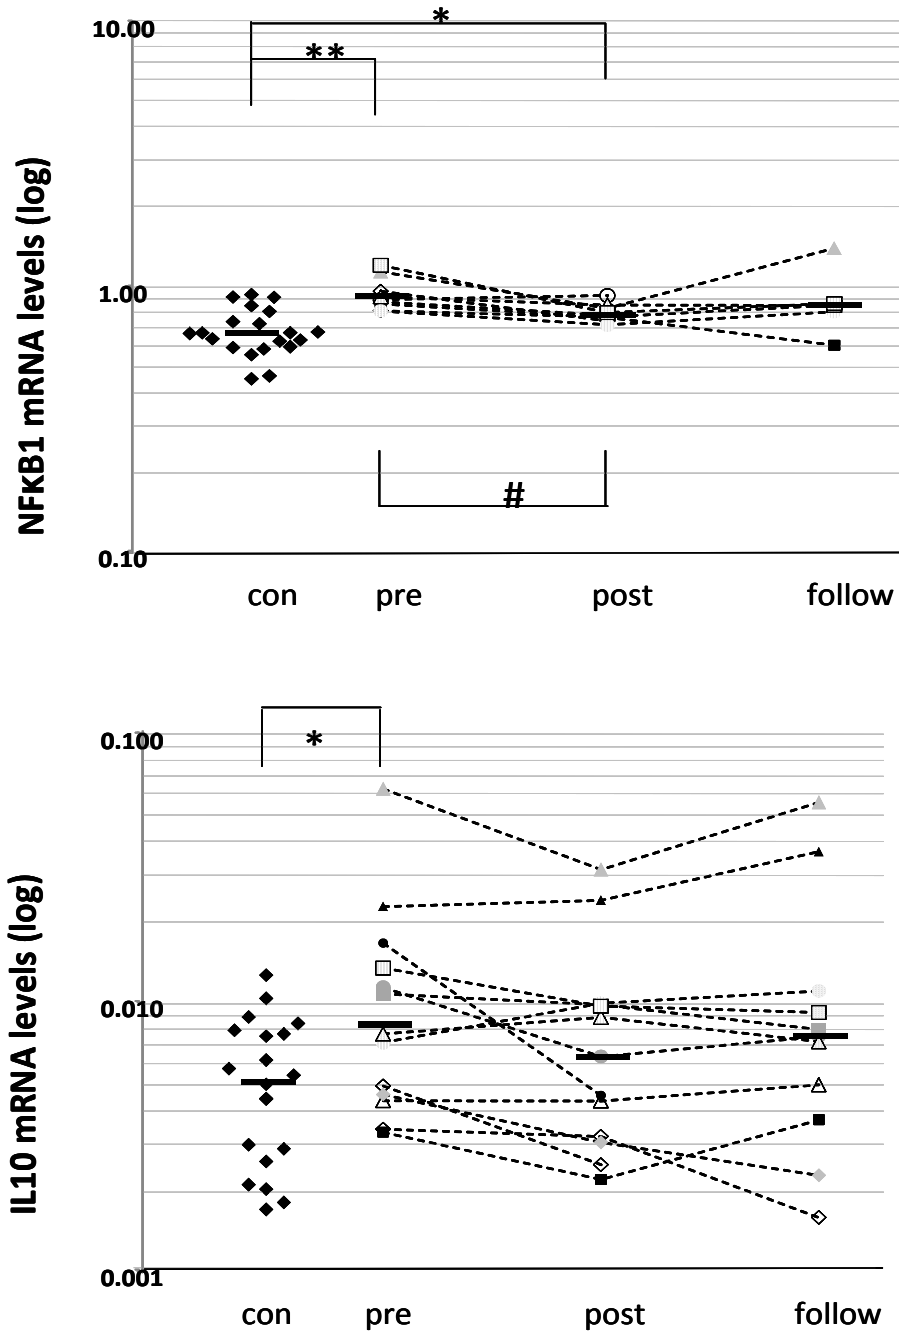 10.00
*
**
1.00
NFκB1 mRNA levels (log)
#
0.10
con pre post follow
0.100
*
0.010
IL10 mRNA levels (log)
0.001
con pre post follow